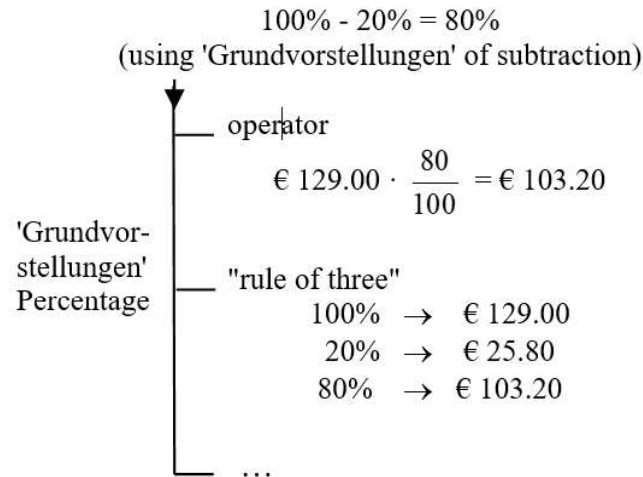 100% - 20% = 80%
(using 'Grundvorstellungen' of subtraction)
operator
€ 129.00 · 80/100 = € 103.20
'Grundvor-
stellungen'
Percentage
"rule of three"
100% → € 129.00
20% → € 25.80
80% → € 103.20
...